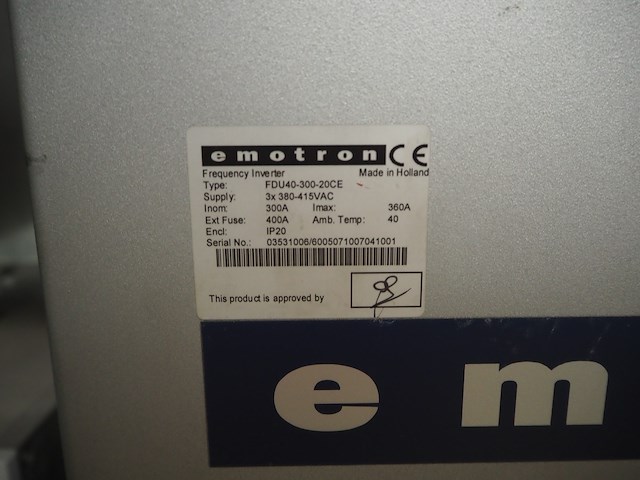 emotron CE
Frequency Inverter Made in Holland
Type: FDU40-300-20CE
Supply: 3x 380-415VAC
Inom: 300A Imax: 360A
Ext Fuse: 400A Amb. Temp: 40
Encl: IP20
Serial No.: 03531006/6005071007041001
This product is approved by
em